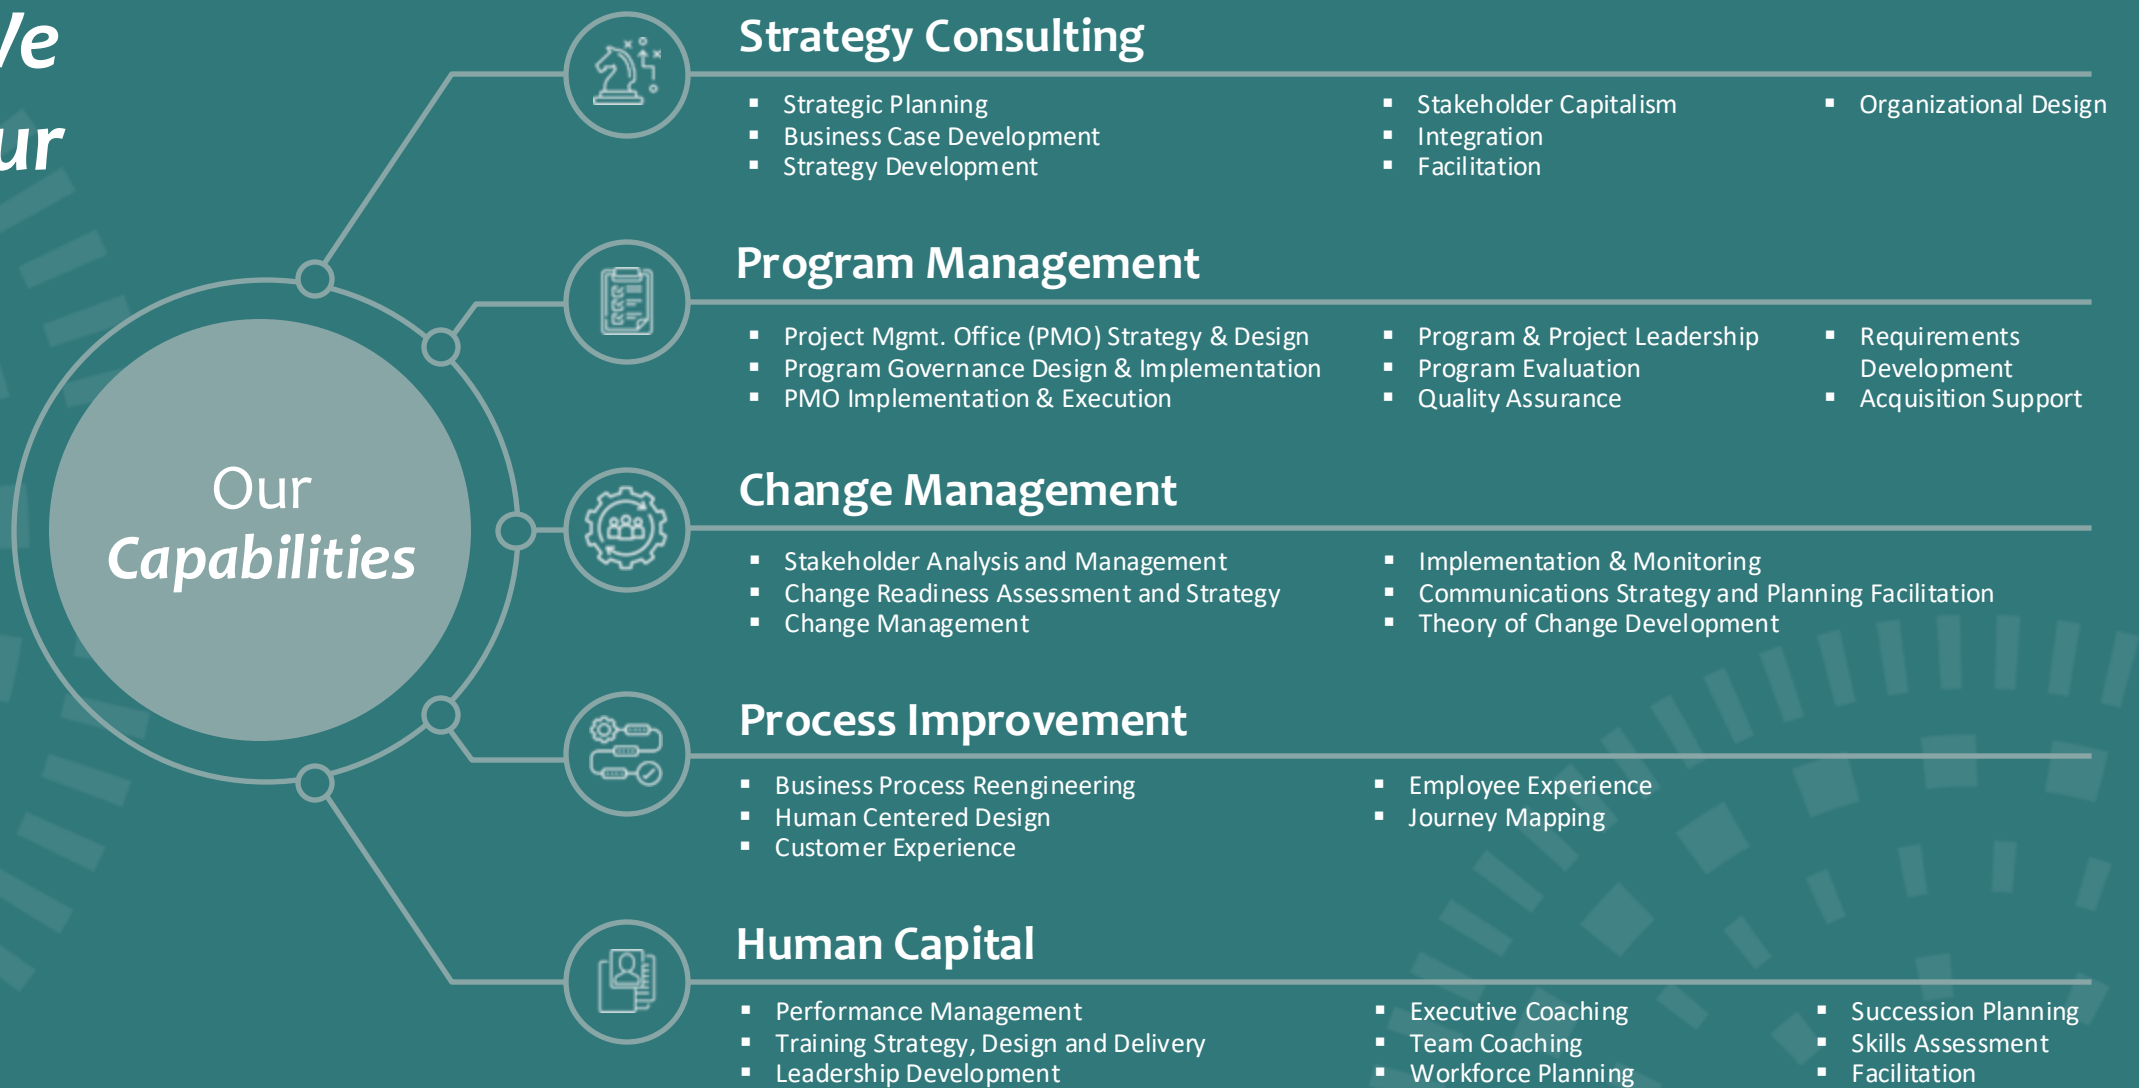 ur
Our
Capabilities
Strategy Consulting
Strategic Planning
Business Case Development
Strategy Development
Stakeholder Capitalism
Integration
Facilitation
Organizational Design
Program Management
Project Mgmt. Office (PMO) Strategy & Design
Program Governance Design & Implementation
PMO Implementation & Execution
Program & Project Leadership
Program Evaluation
Quality Assurance
Requirements
Development
Acquisition Support
Change Management
Stakeholder Analysis and Management
Change Readiness Assessment and Strategy
Change Management
Implementation & Monitoring
Communications Strategy and Planning Facilitation
Theory of Change Development
Process Improvement
Business Process Reengineering
Human Centered Design
Customer Experience
Employee Experience
Journey Mapping
Human Capital
Performance Management
Training Strategy, Design and Delivery
Leadership Development
Executive Coaching
Team Coaching
Workforce Planning
Succession Planning
Skills Assessment
Facilitation